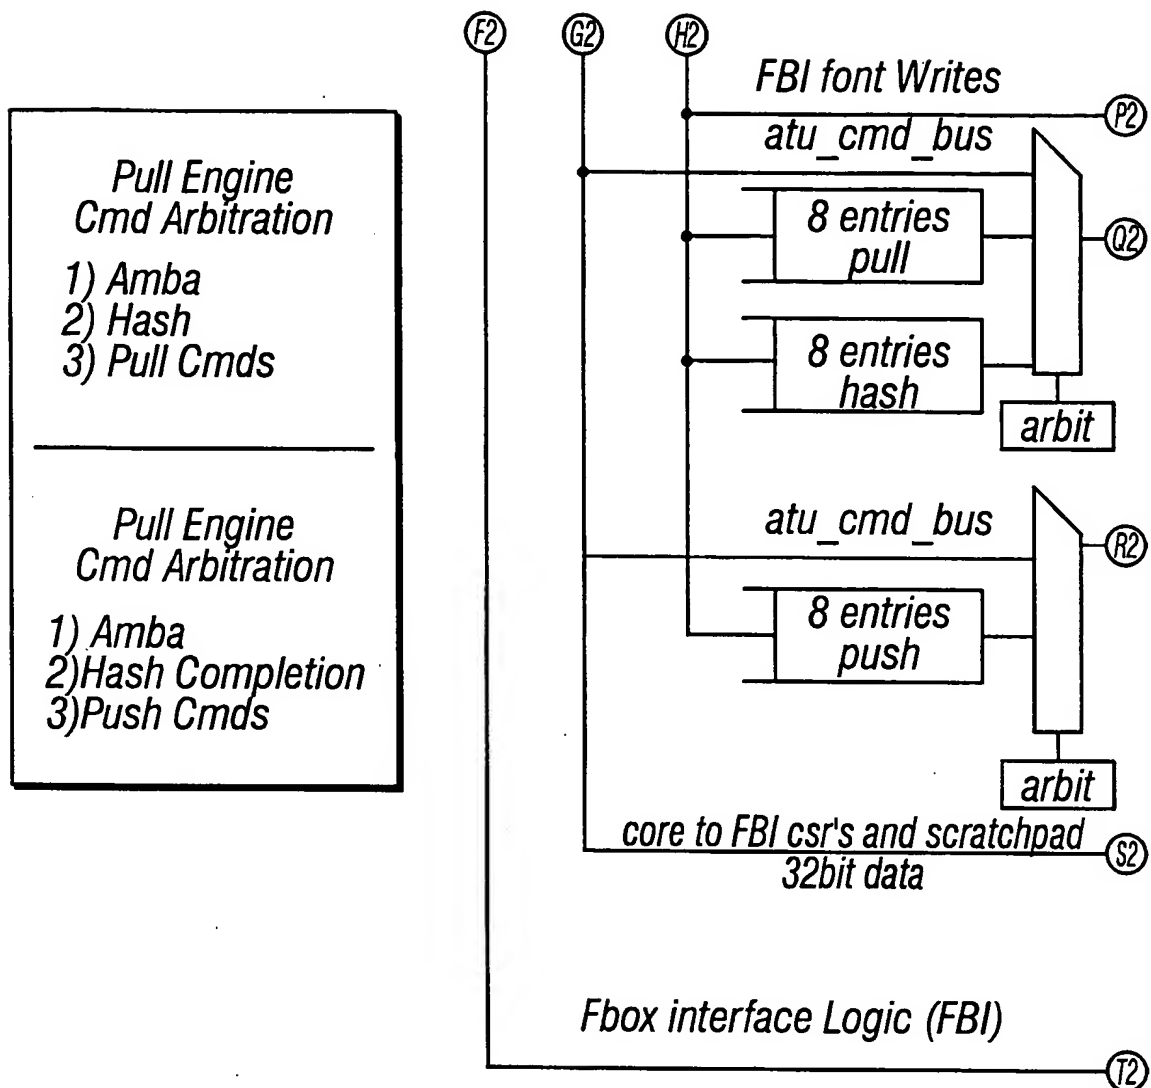 F2
G2
H2
FBI font Writes
P2
atu_cmd_bus
Pull Engine
Cmd Arbitration
1) Amba
2) Hash
3) Pull Cmds
8 entries
pull
Q2
8 entries
hash
arbit
Pull Engine
Cmd Arbitration
1) Amba
2)Hash Completion
3)Push Cmds
atu_cmd_bus
R2
8 entries
push
arbit
core to FBI csr's and scratchpad
32bit data
S2
Fbox interface Logic (FBI)
T2